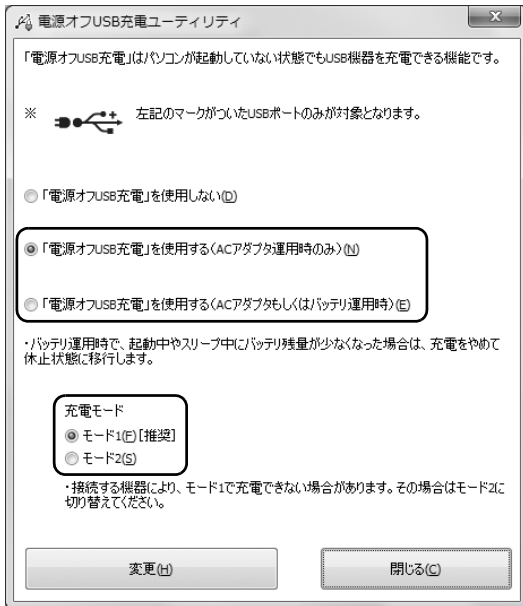 電源オフUSB充電ユーティリティ
「電源オフUSB充電」はパソコンが起動していない状態でもUSB機器を充電できる機能です。
※ 左記のマークがついたUSBポートのみが対象となります。
「電源オフUSB充電」を使用しない(D)
「電源オフUSB充電」を使用する(ACアダプタ運用時のみ)(N)
「電源オフUSB充電」を使用する(ACアダプタもしくはバッテリ運用時)(E)
・バッテリ運用時で、起動中やスリープ中にバッテリ残量が少なくなった場合は、充電をやめて
休止状態に移行します。
充電モード
モード1(F)[推奨]
モード2(S)
・接続する機器により、モード1で充電できない場合があります。その場合はモード2に
切り替えてください。
変更(H)
閉じる(C)